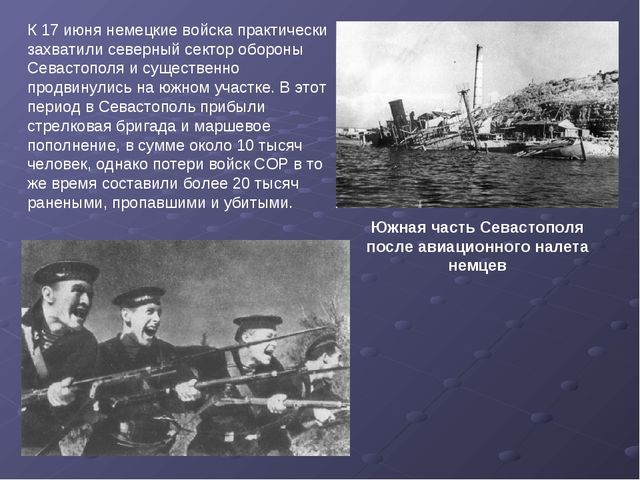 К 17 июня немецкие войска практически
захватили северный сектор обороны
Севастополя и существенно
продвинулись на южном участке. В этот
период в Севастополь прибыли
стрелковая бригада и маршевое
пополнение, в сумме около 10 тысяч
человек, однако потери войск СОР в то
же время составили более 20 тысяч
ранеными, пропавшими и убитыми.
Южная часть Севастополя
после авиационного налета
немцев